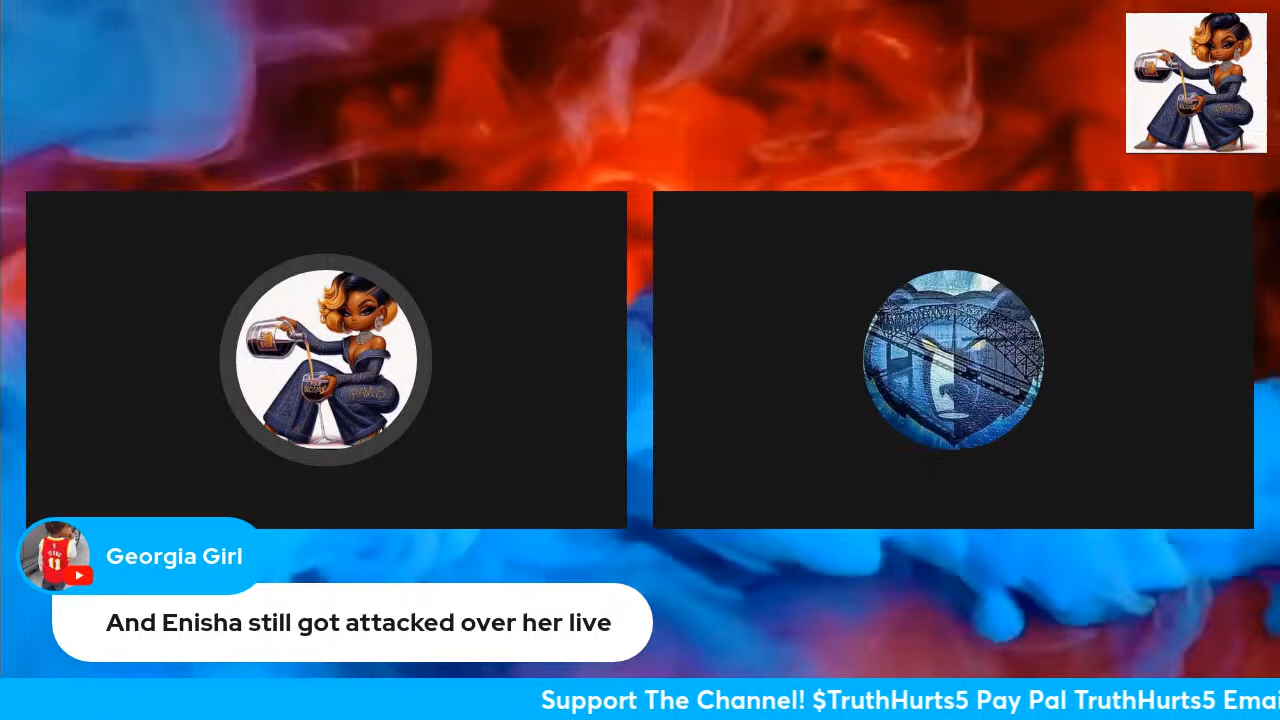 Georgia Girl
And Enisha still got attacked over her live
Support The Channel! $TruthHurts5 Pay Pal TruthHurts5 Emai